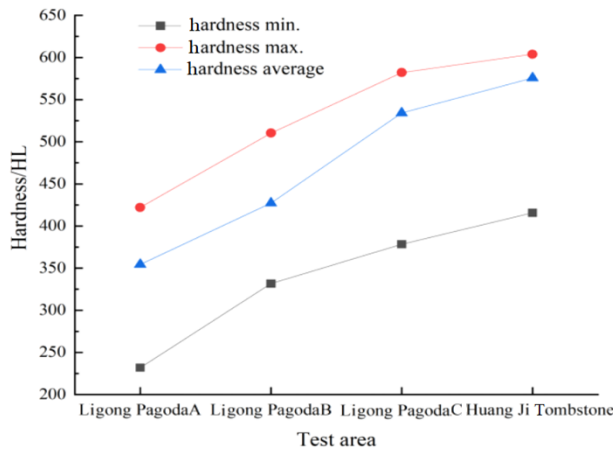 650
600
550
500
450
400
350
300
250
200
Hardness/HL
hardness min.
hardness max.
hardness average
Ligong PagodaA Ligong PagodaB Ligong PagodaC Huang Ji Tombstone
Test area